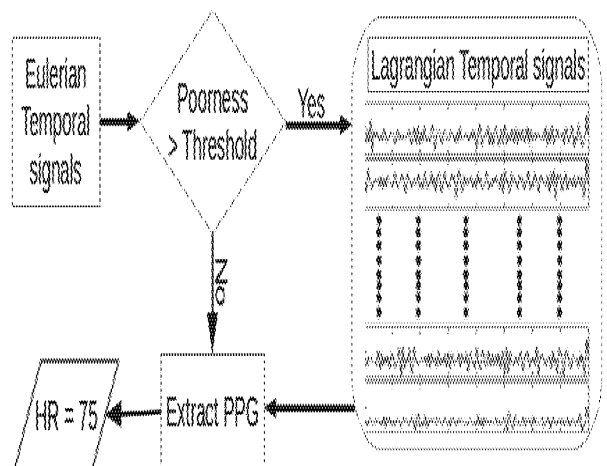 Eulerian
Temporal
signals
Poorness
> Threshold
Yes
Lagrangian Temporal signals
No
Extract PPG
HR = 75